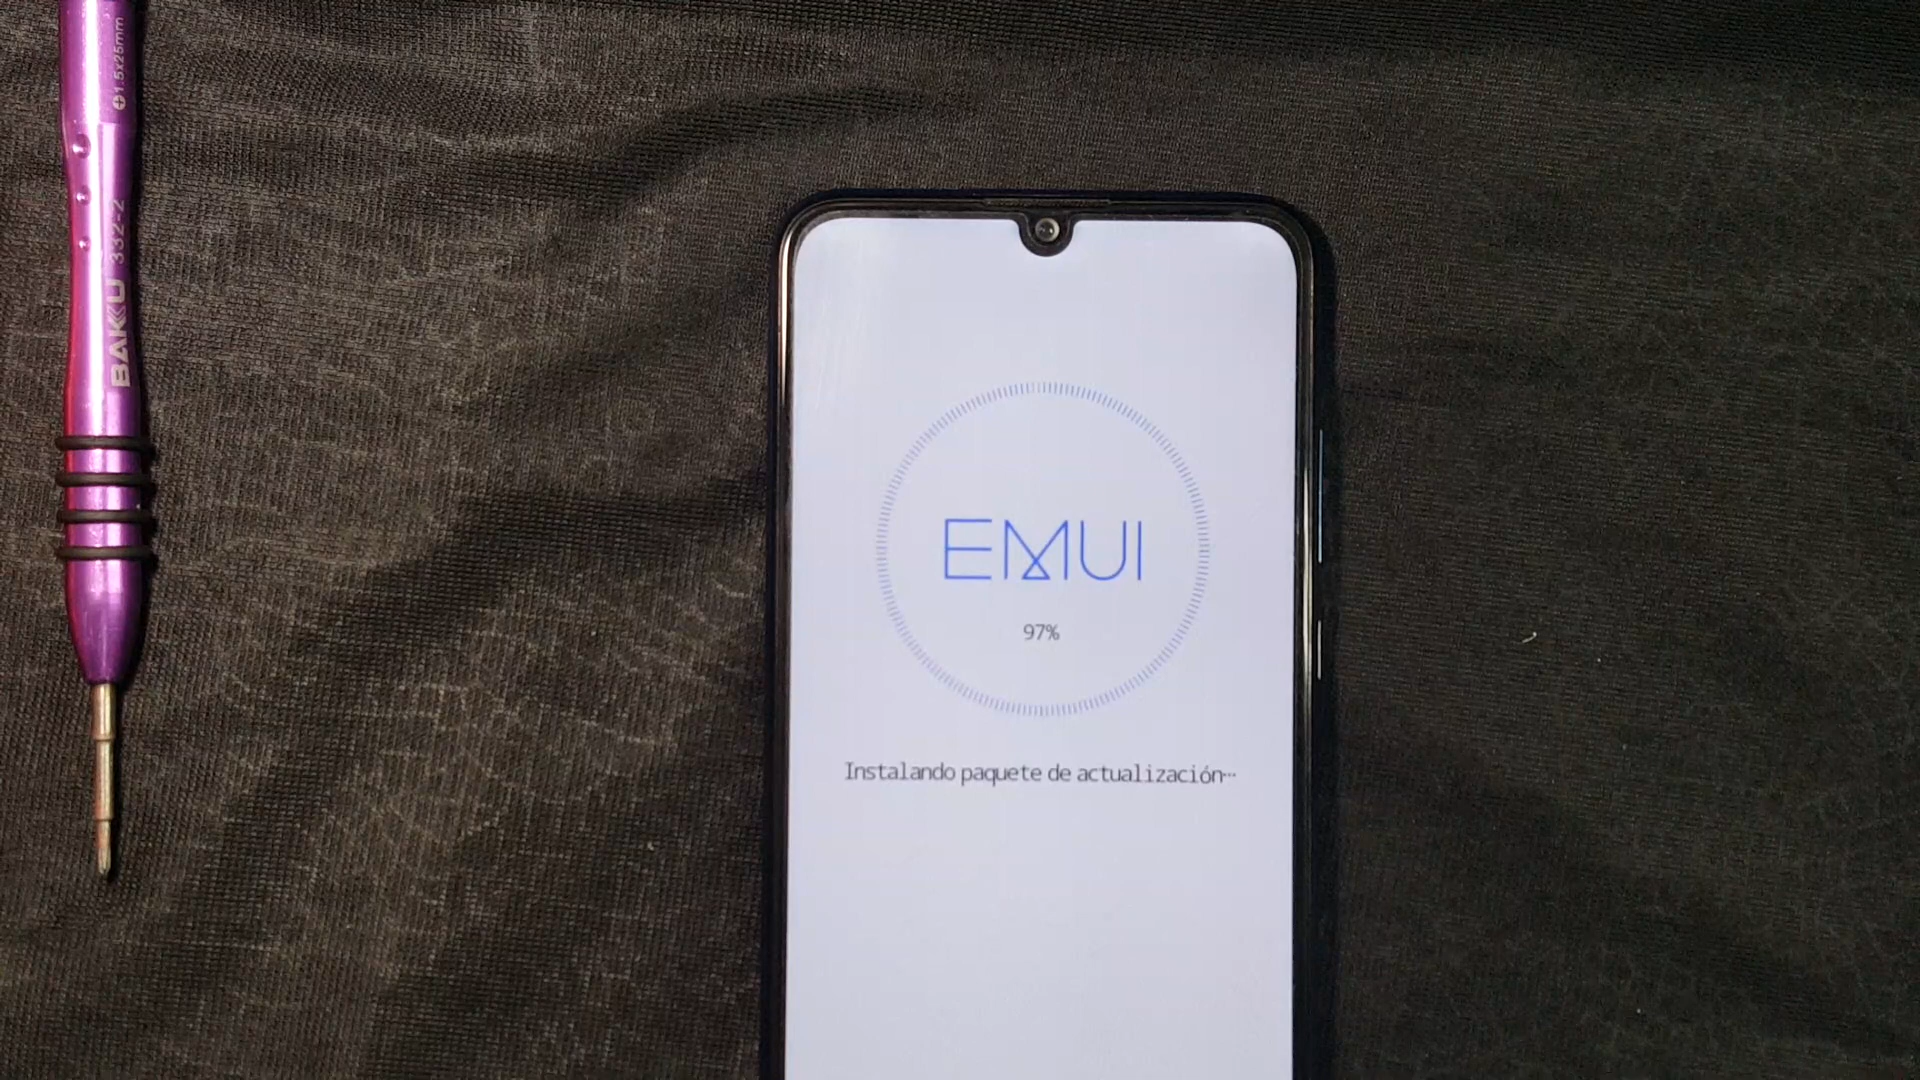 ⊕1.5x25mm
BAKU 332-2
EMUI
97%
Instalando paquete de actualización···